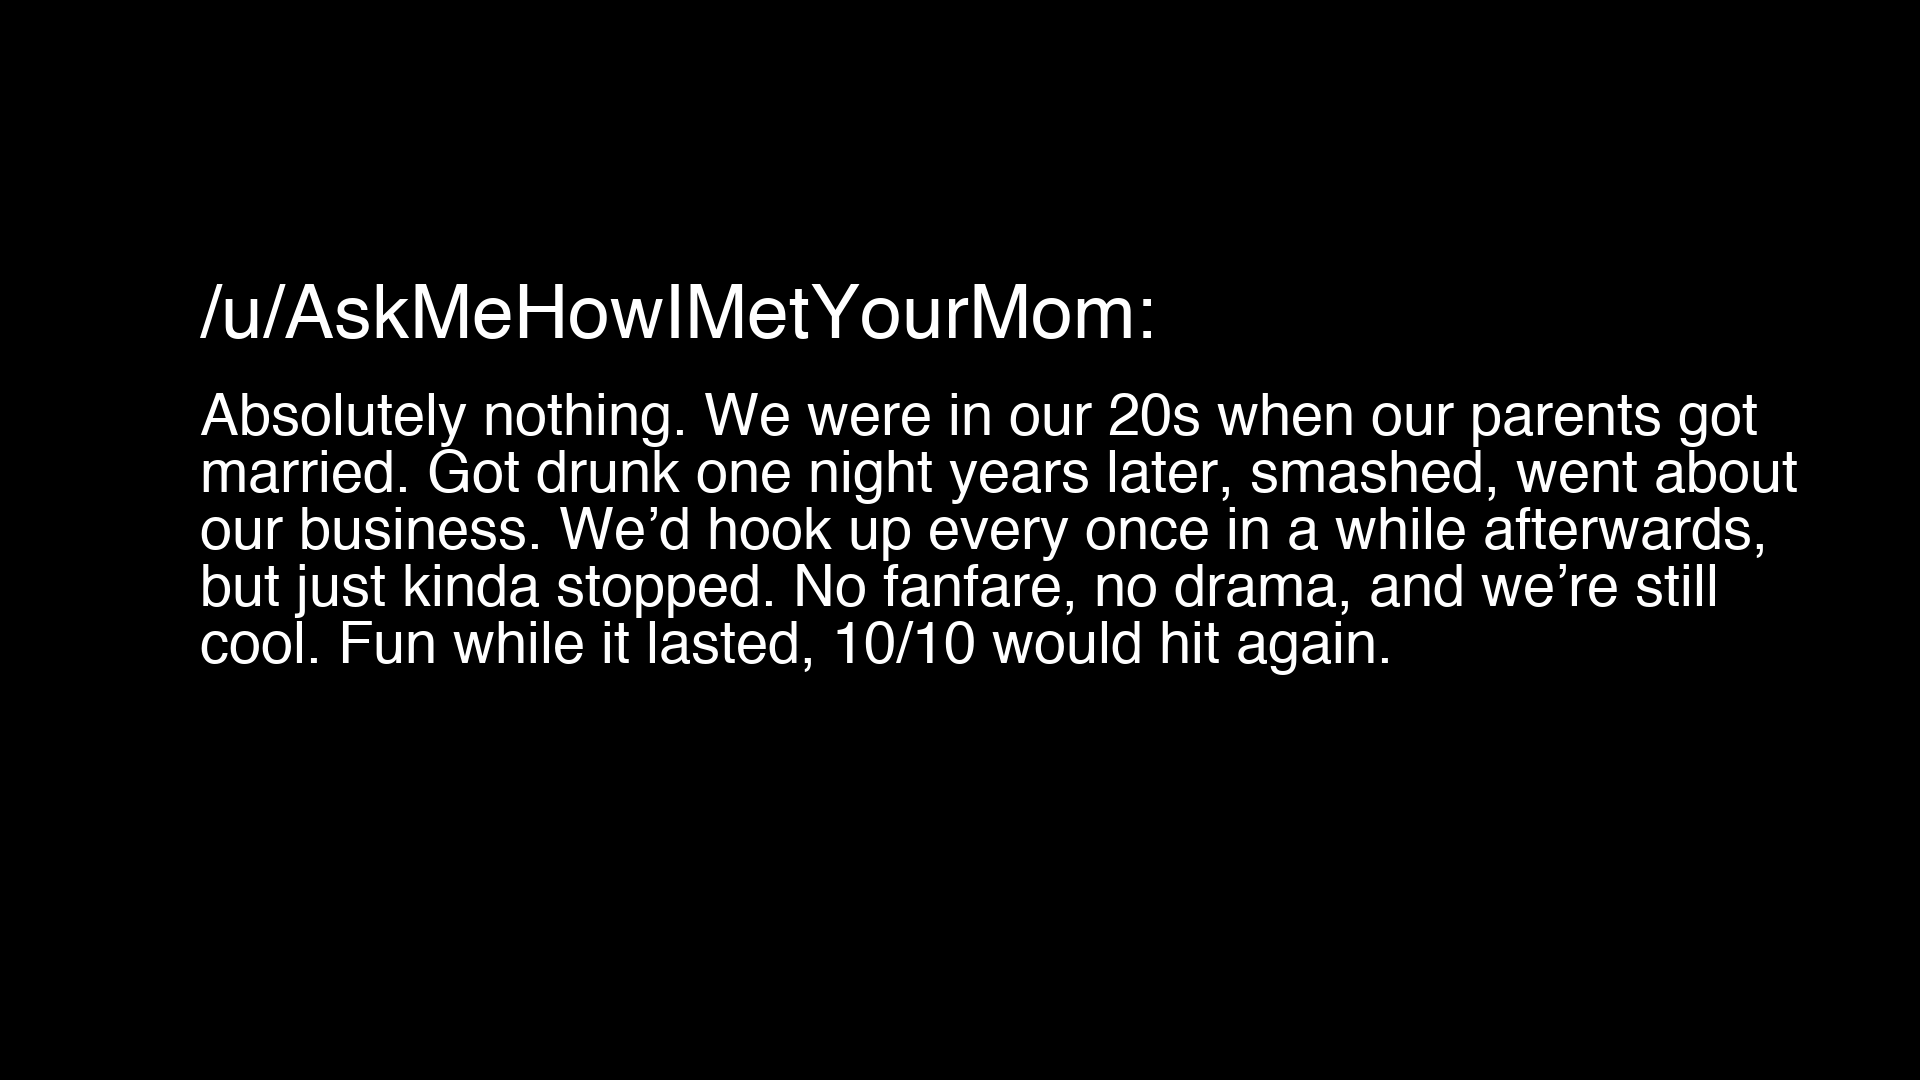 /u/AskMeHowIMetYourMom:
Absolutely nothing. We were in our 20s when our parents got
married. Got drunk one night years later, smashed, went about
our business. We’d hook up every once in a while afterwards,
but just kinda stopped. No fanfare, no drama, and we’re still
cool. Fun while it lasted, 10/10 would hit again.